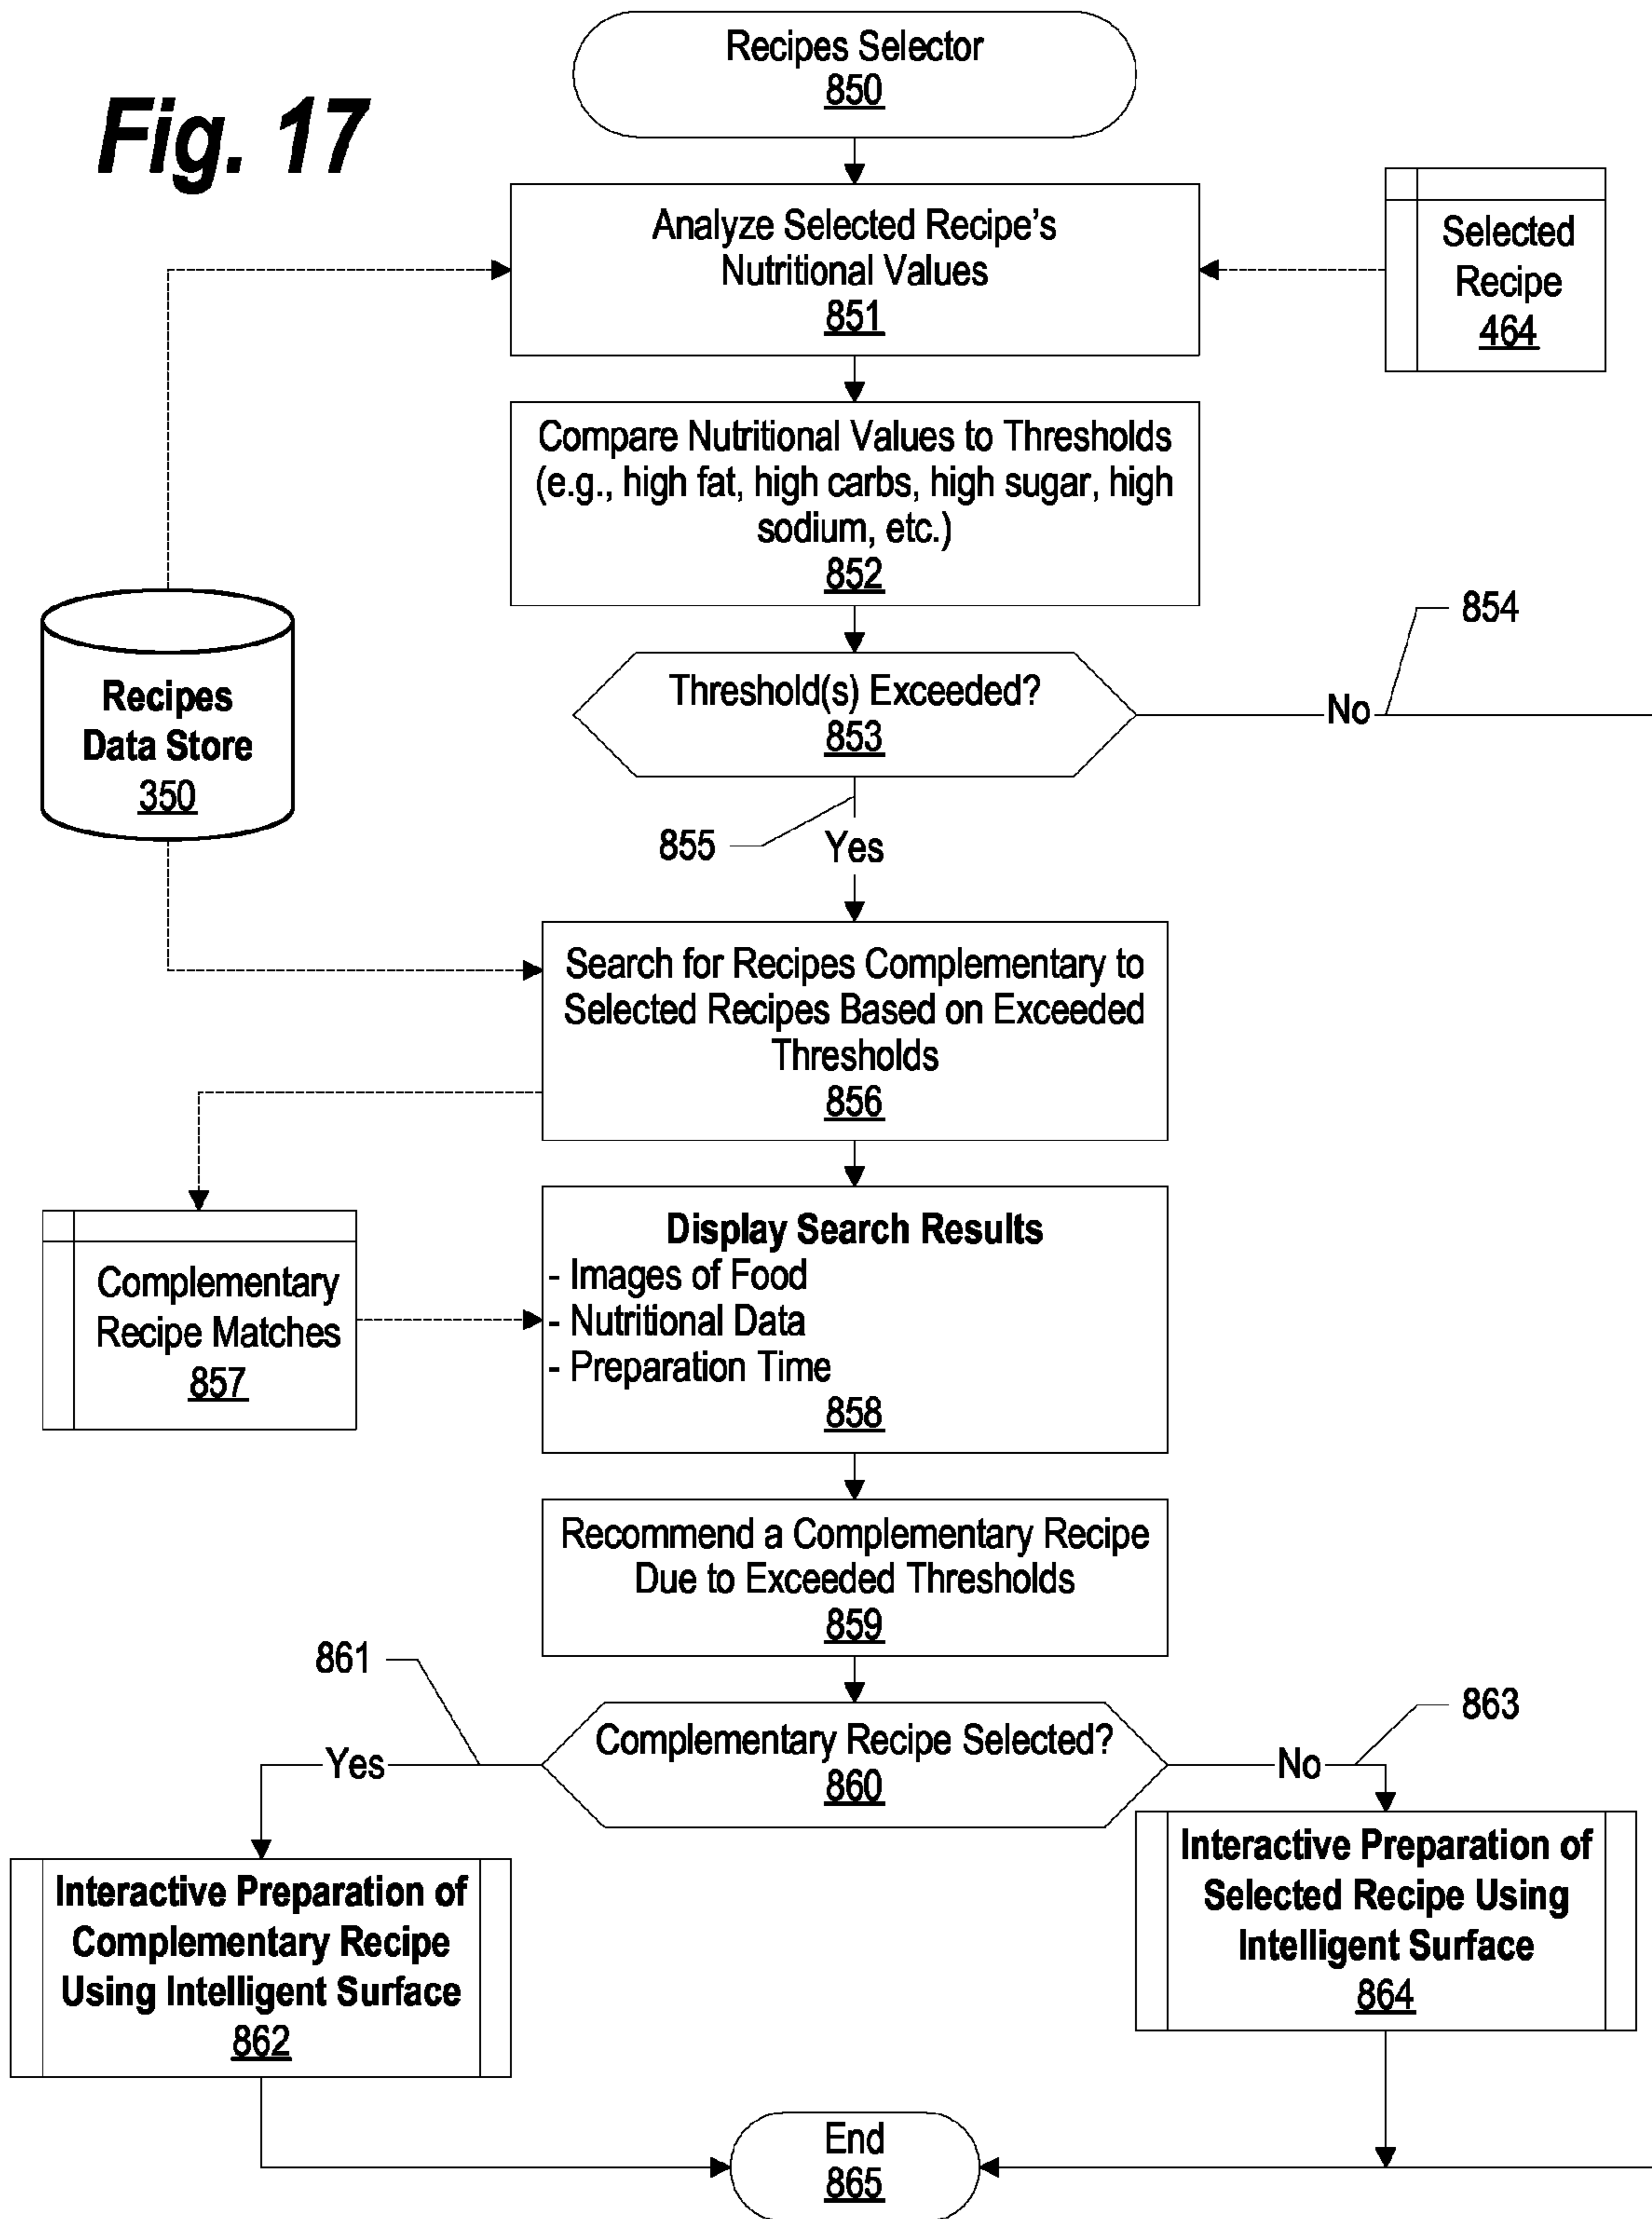 Fig. 17
Recipes Selector
850
Analyze Selected Recipe's
Nutritional Values
851
Selected
Recipe
464
Compare Nutritional Values to Thresholds
(e.g., high fat, high carbs, high sugar, high
sodium, etc.)
852
Recipes
Data Store
350
Threshold(s) Exceeded?
853
No
854
855
Yes
Search for Recipes Complementary to
Selected Recipes Based on Exceeded
Thresholds
856
Complementary
Recipe Matches
857
Display Search Results
- Images of Food
- Nutritional Data
- Preparation Time
858
Recommend a Complementary Recipe
Due to Exceeded Thresholds
859
Complementary Recipe Selected?
860
861
Yes
863
No
Interactive Preparation of
Complementary Recipe
Using Intelligent Surface
862
Interactive Preparation of
Selected Recipe Using
Intelligent Surface
864
End
865